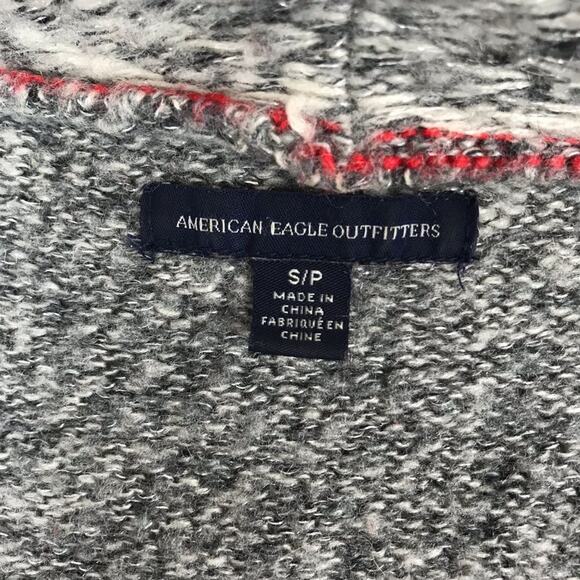 AMERICAN EAGLE OUTFITTERS
S/P
MADE IN
CHINA
FABRIQUÉ EN
CHINE